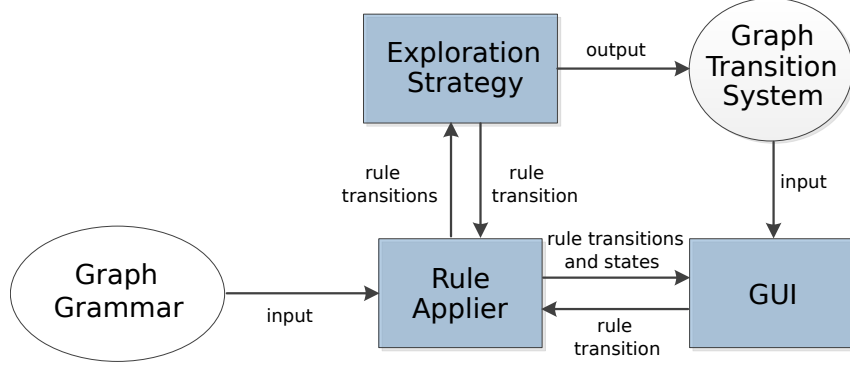 Exploration
Strategy
output
Graph
Transition
System
rule
transitions
rule
transition
input
Graph
Grammar
input
Rule
Applier
rule transitions
and states
rule
transition
GUI